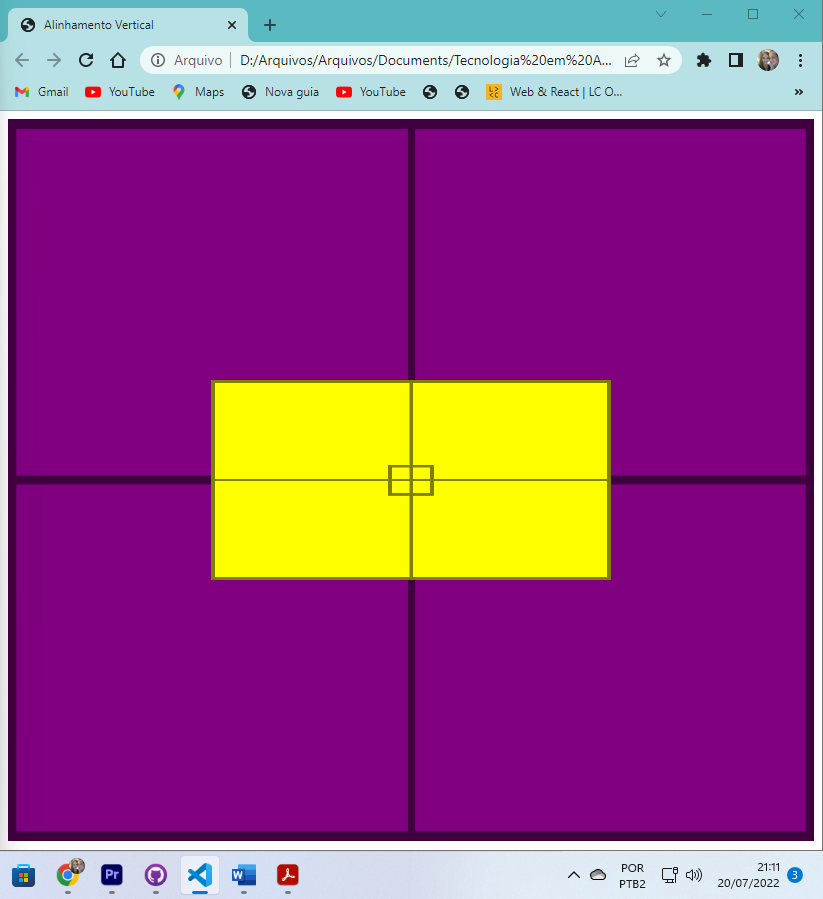 Alinhamento Vertical
Arquivo D:/Arquivos/Arquivos/Documents/Tecnologia%20em%20A...
Gmail YouTube Maps Nova guia YouTube Web & React | LC O... »
Pr W POR 21:11
PTB2 20/07/2022 3